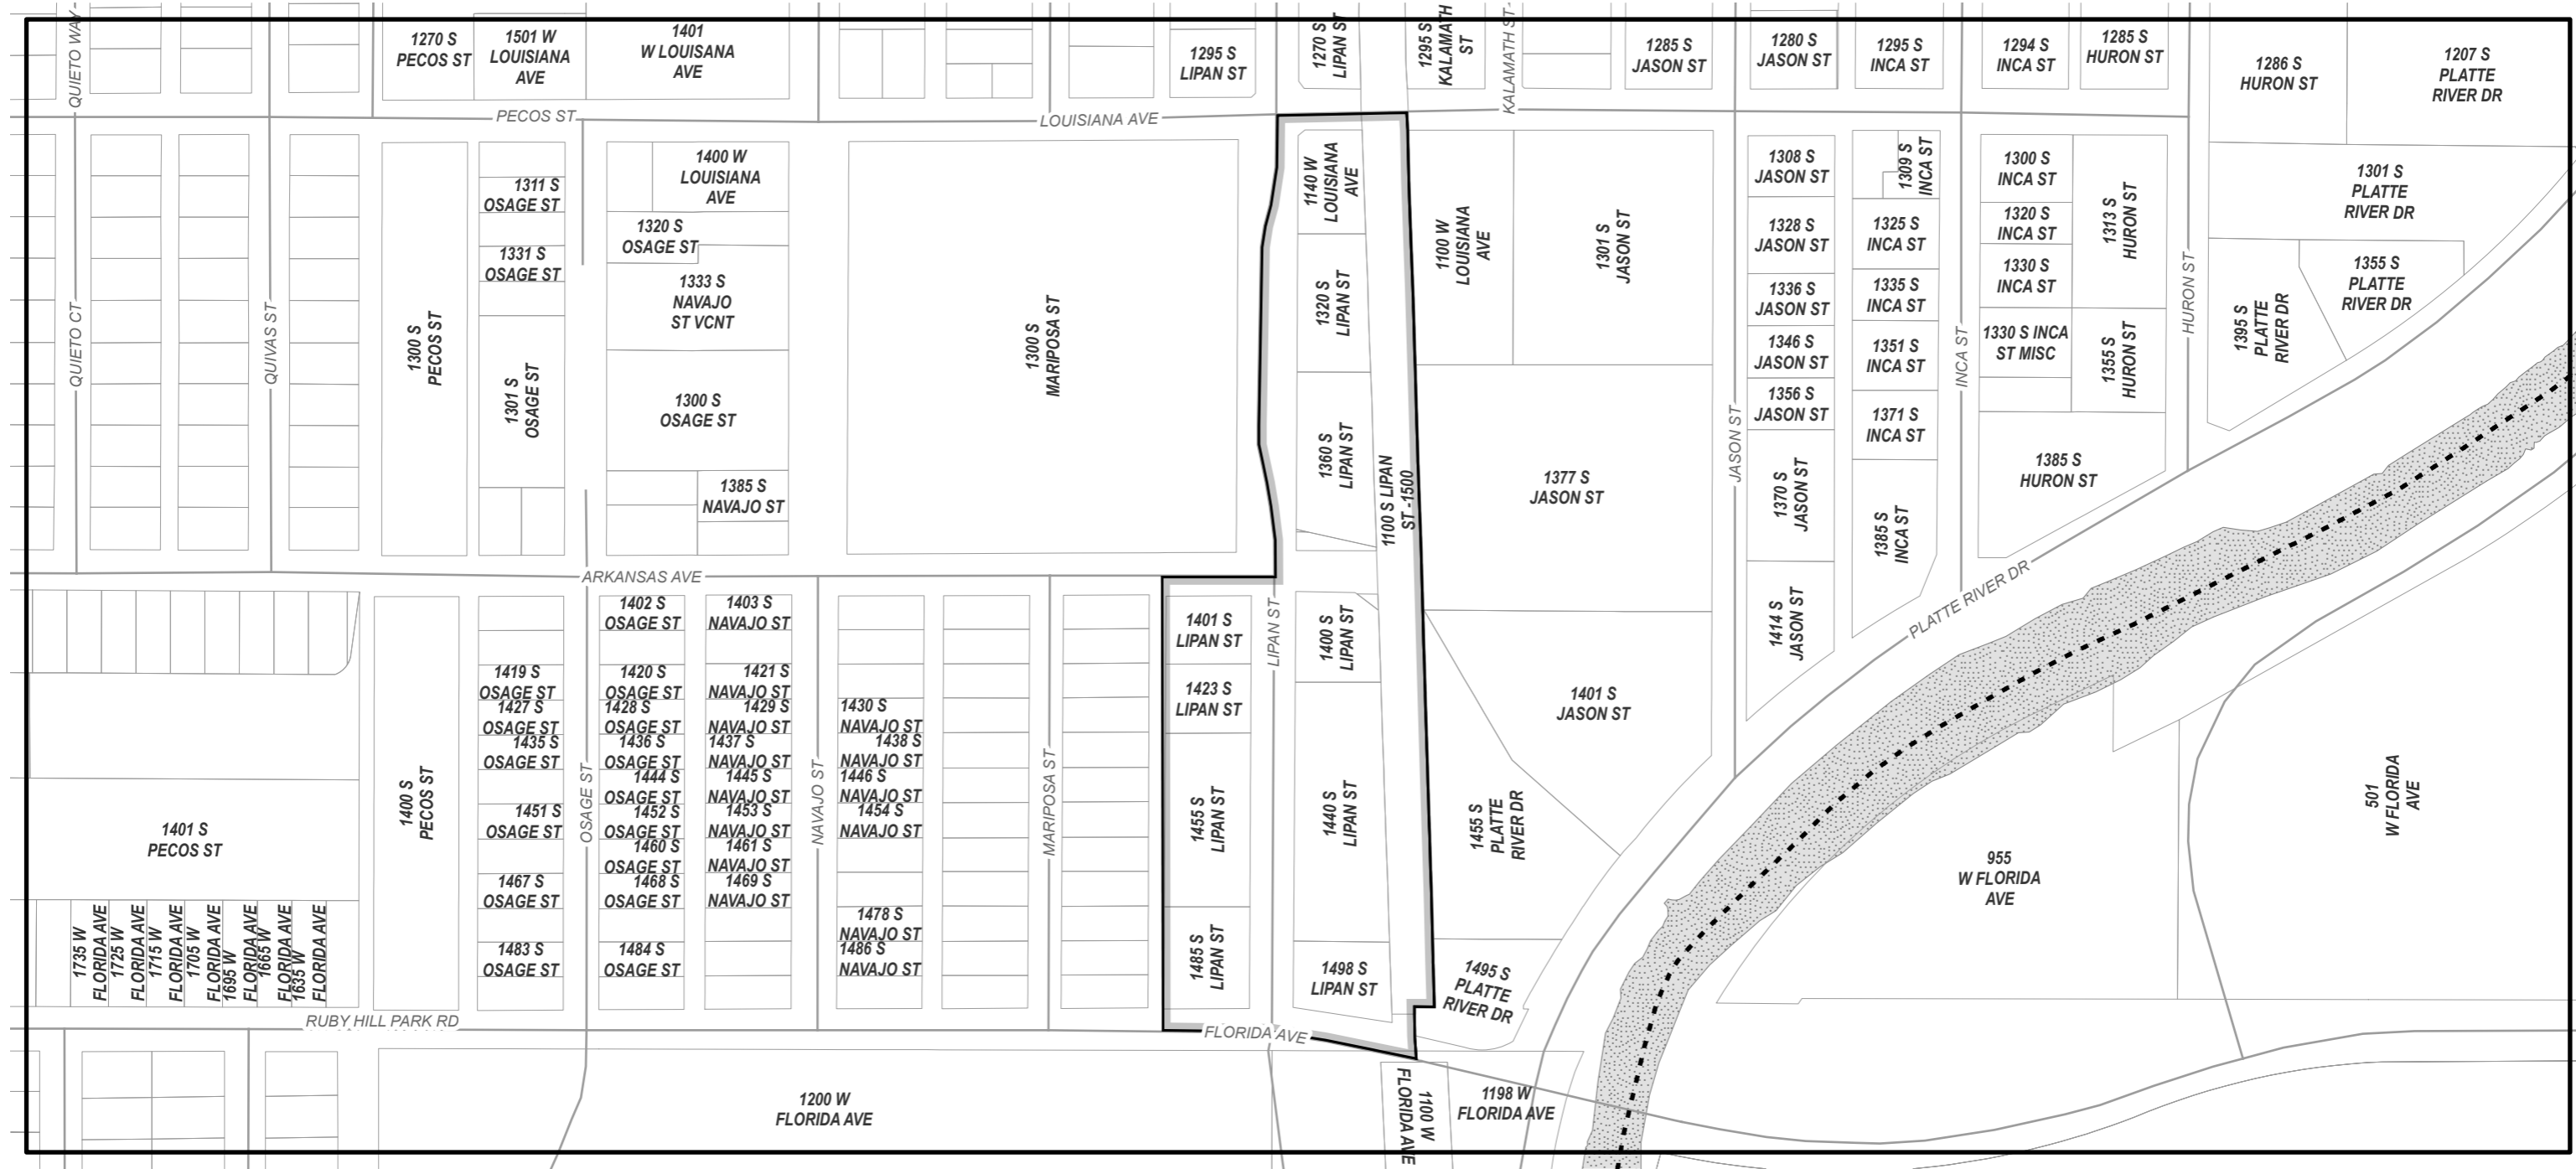 QUIETO WAY
1270 S
PECOS ST
1501 W
LOUISIANA
AVE
1401
W LOUISANA
AVE
1295 S
LIPAN ST
1270 S
LIPAN ST
1295 S
KALAMATH
ST
KALAMATH ST
1285 S
JASON ST
1280 S
JASON ST
1295 S
INCA ST
1294 S
INCA ST
1285 S
HURON ST
1286 S
HURON ST
1207 S
PLATTE
RIVER DR
PECOS ST
LOUISIANA AVE
QUIETO CT
QUIVAS ST
1300 S
PECOS ST
1311 S
OSAGE ST
1331 S
OSAGE ST
1301 S
OSAGE ST
1400 W
LOUISIANA
AVE
1320 S
OSAGE ST
1333 S
NAVAJO
ST VCNT
1300 S
OSAGE ST
1385 S
NAVAJO ST
1300 S
MARIPOSA ST
1140 W
LOUISIANA
AVE
1320 S
LIPAN ST
1360 S
LIPAN ST
1100 S LIPAN
ST -1500
1100 W
LOUISIANA
AVE
1301 S
JASON ST
1377 S
JASON ST
JASON ST
1308 S
JASON ST
1328 S
JASON ST
1336 S
JASON ST
1346 S
JASON ST
1356 S
JASON ST
1370 S
JASON ST
1414 S
JASON ST
1309 S
INCA ST
1325 S
INCA ST
1335 S
INCA ST
1351 S
INCA ST
1371 S
INCA ST
1385 S
INCA ST
INCA ST
1300 S
INCA ST
1320 S
INCA ST
1330 S
INCA ST
1330 S INCA
ST MISC
1313 S
HURON ST
1355 S
HURON ST
1385 S
HURON ST
HURON ST
1301 S
PLATTE
RIVER DR
1355 S
PLATTE
RIVER DR
1395 S
PLATTE
RIVER DR
PLATTE RIVER DR
ARKANSAS AVE
1401 S
PECOS ST
1735 W
FLORIDA AVE
1725 W
FLORIDA AVE
1715 W
FLORIDA AVE
1705 W
FLORIDA AVE
1695 W
FLORIDA AVE
1665 W
FLORIDA AVE
1635 W
FLORIDA AVE
1400 S
PECOS ST
1419 S
OSAGE ST
1427 S
OSAGE ST
1435 S
OSAGE ST
1451 S
OSAGE ST
1467 S
OSAGE ST
1483 S
OSAGE ST
OSAGE ST
1402 S
OSAGE ST
1420 S
OSAGE ST
1428 S
OSAGE ST
1436 S
OSAGE ST
1444 S
OSAGE ST
1452 S
OSAGE ST
1460 S
OSAGE ST
1468 S
OSAGE ST
1484 S
OSAGE ST
1403 S
NAVAJO ST
1421 S
NAVAJO ST
1429 S
NAVAJO ST
1437 S
NAVAJO ST
1445 S
NAVAJO ST
1453 S
NAVAJO ST
1461 S
NAVAJO ST
1469 S
NAVAJO ST
NAVAJO ST
1430 S
NAVAJO ST
1438 S
NAVAJO ST
1446 S
NAVAJO ST
1454 S
NAVAJO ST
1478 S
NAVAJO ST
1486 S
NAVAJO ST
MARIPOSA ST
1401 S
LIPAN ST
1423 S
LIPAN ST
1455 S
LIPAN ST
1485 S
LIPAN ST
LIPAN ST
1400 S
LIPAN ST
1440 S
LIPAN ST
1498 S
LIPAN ST
1401 S
JASON ST
1455 S
PLATTE
RIVER DR
1495 S
PLATTE
RIVER DR
955
W FLORIDA
AVE
501
W FLORIDA
AVE
RUBY HILL PARK RD
FLORIDA AVE
1200 W
FLORIDA AVE
1100 W
FLORIDA AVE
1198 W
FLORIDA AVE